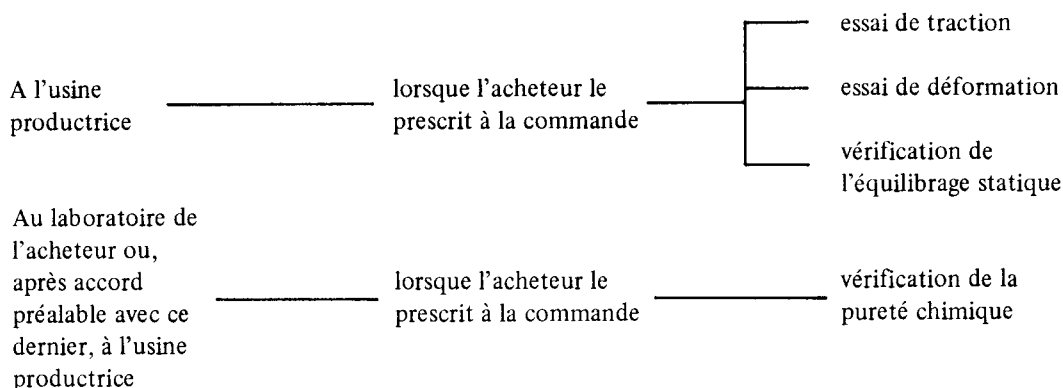 A l'usine
productrice
lorsque l'acheteur le
prescrit à la commande
essai de traction
essai de déformation
vérification de
l'équilibrage statique
Au laboratoire de
l'acheteur ou,
après accord
préalable avec ce
dernier, à l'usine
productrice
lorsque l'acheteur le
prescrit à la commande
vérification de la
pureté chimique